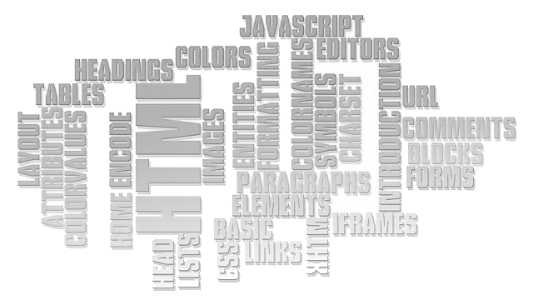 JAVASCRIPT
COLORS
EDITORS
HEADINGS
TABLES
LAYOUT
ATTRIBUTES
COLORVALUES
HOME
ENCODE
HTML
IMAGES
ENTITIES
FORMATTING
COLORNAMES
SYMBOLS
CHARSET
INTRODUCTION
URL
COMMENTS
BLOCKS
FORMS
PARAGRAPHS
ELEMENTS
BASIC
IFRAMES
HEAD
LISTS
CSS
LINKS
XHTML